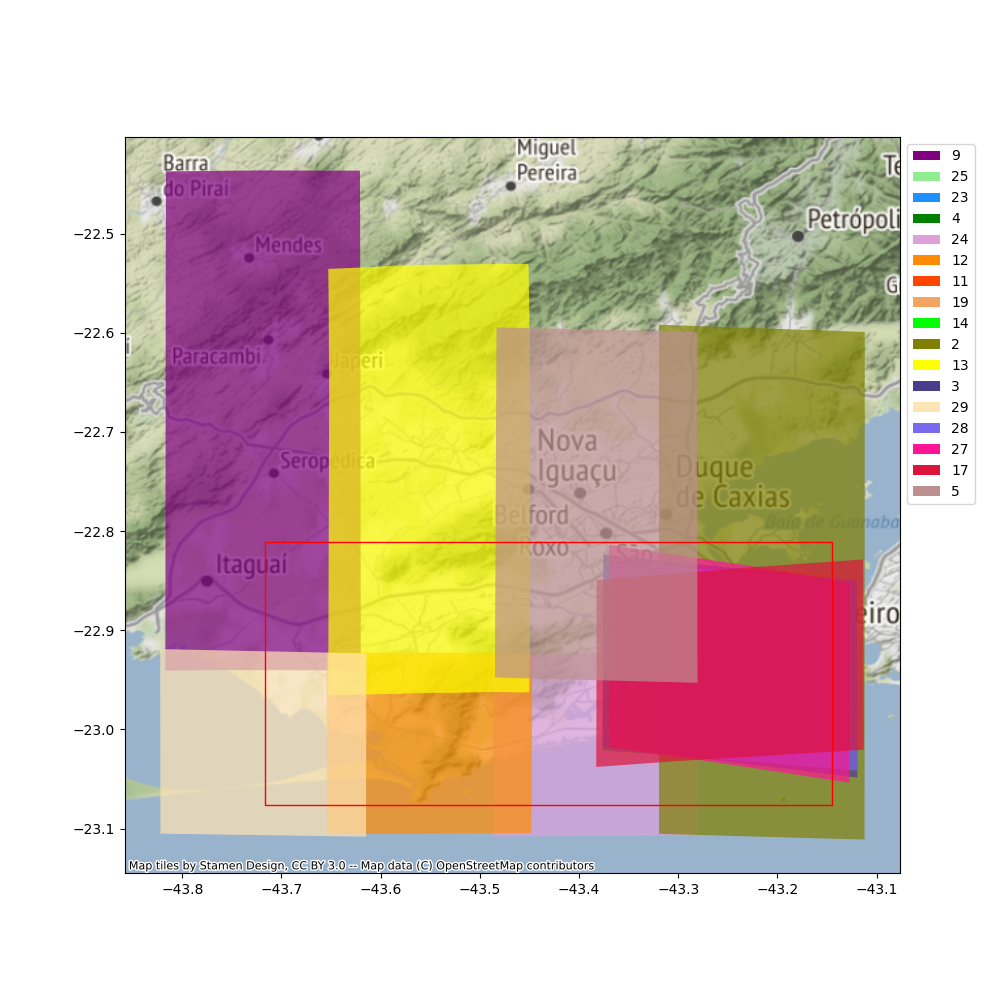 Miguel
Pereira
Barra
do Pirai
Te
Petrópoli
Mendes
G
Paracambi
Japeri
i
Nova
Iguaçu
Seropédica
Duque
de Caxias
Belford
Roxo
Baia de Guanaba
São
Itaguaí
eiro
Map tiles by Stamen Design, CC BY 3.0 -- Map data (C) OpenStreetMap contributors
−22.5
−22.6
−22.7
−22.8
−22.9
−23.0
−23.1
−43.8 −43.7 −43.6 −43.5 −43.4 −43.3 −43.2 −43.1
9
25
23
4
24
12
11
19
14
2
13
3
29
28
27
17
5